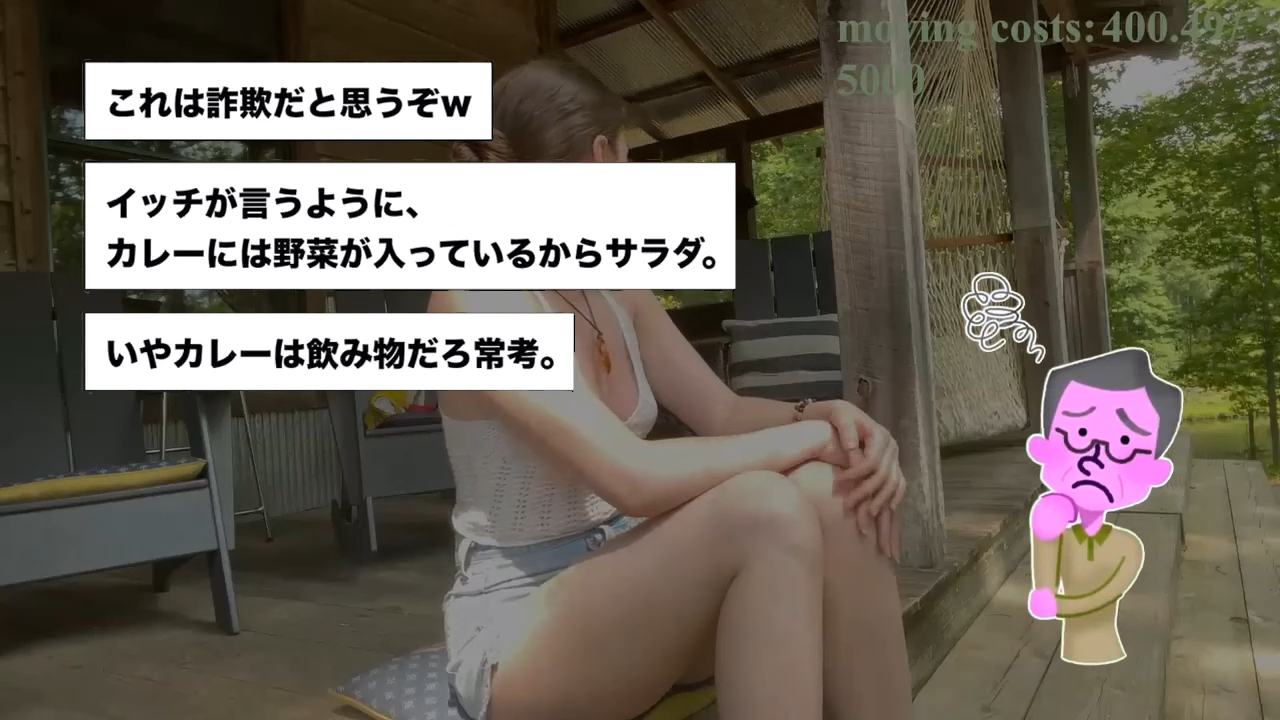 moving costs: 400.497
5000
これは詐欺だと思うぞw
イッチが言うように、
カレーには野菜が入っているからサラダ。
いやカレーは飲み物だろ常考。